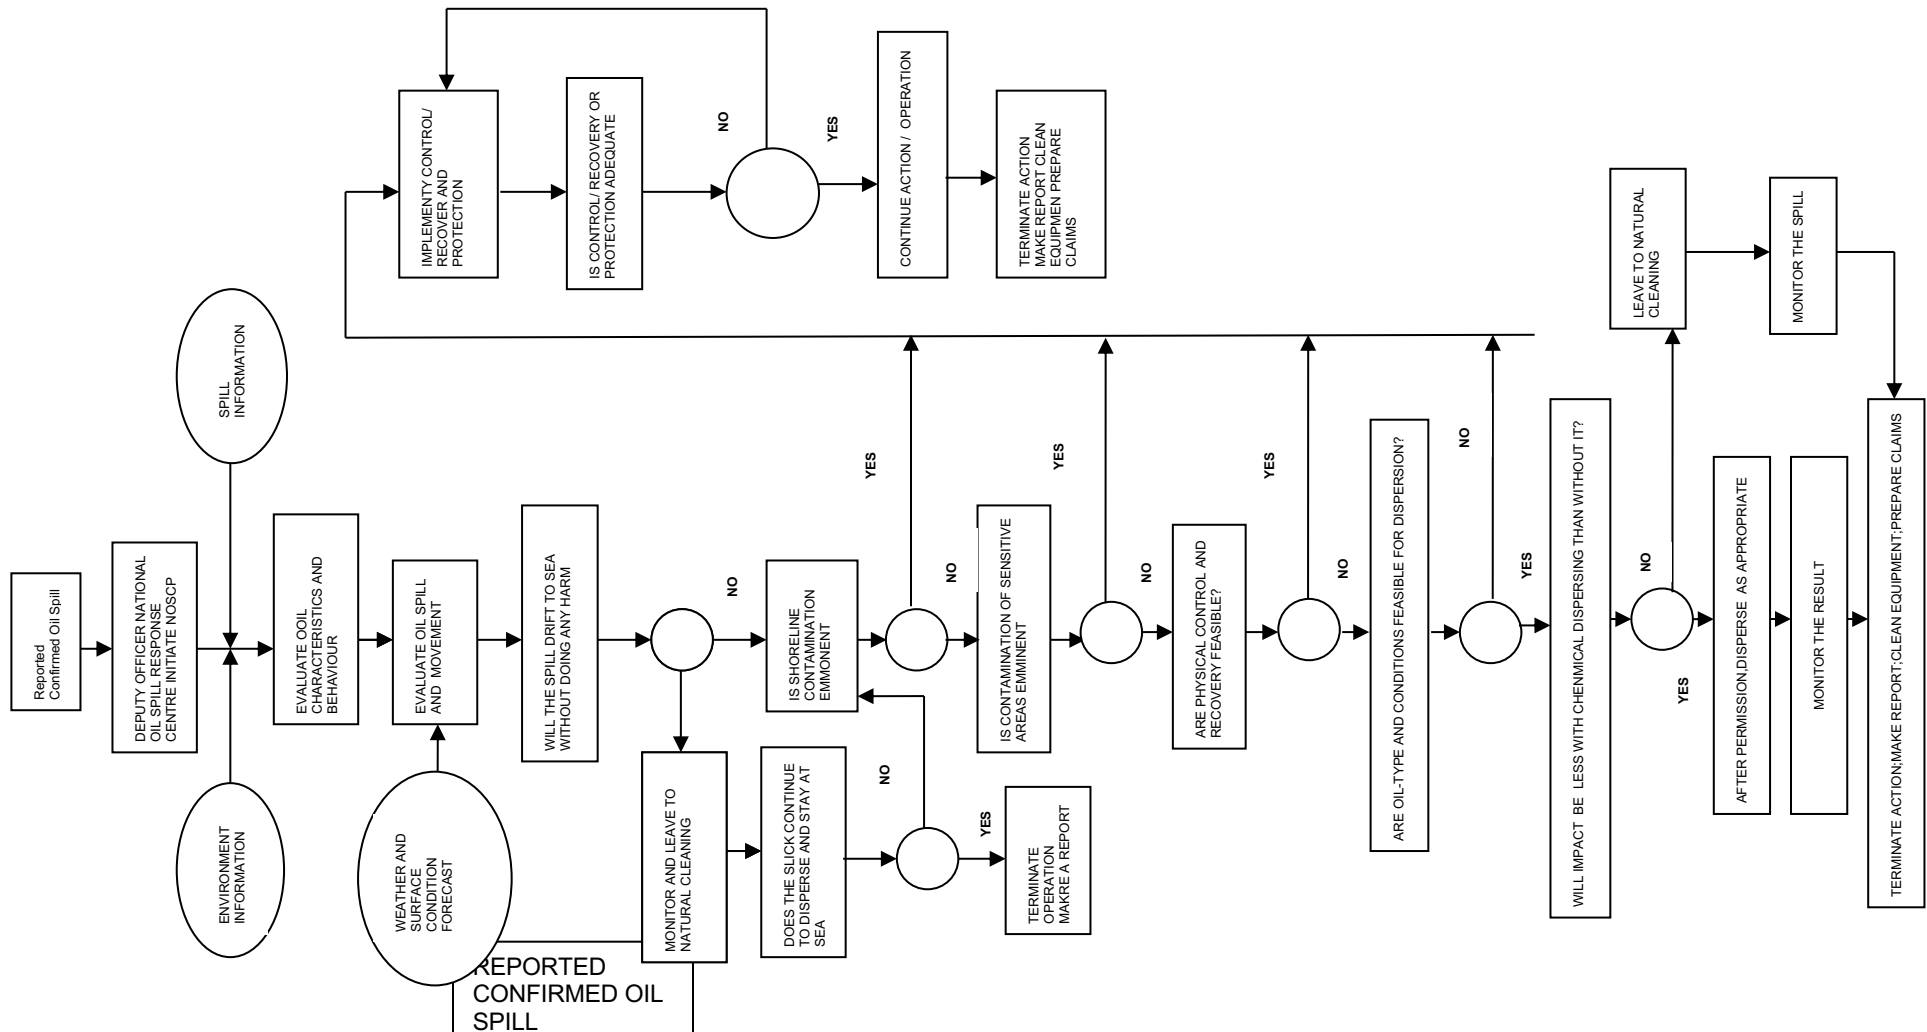 Reported
Confirmed Oil Spill
DEPUTY OFFICER NATIONAL
OIL SPILL RESPONSE
CENTRE INITIATE NOSCP
SPILL
INFORMATION
ENVIRONMENT
INFORMATION
EVALUATE OOIL
CHARACTERISTICS AND
BEHAVIOUR
EVALUATE OIL SPILL
AND MOVEMENT
WEATHER AND
SURFACE
CONDITION
FORECAST
WILL THE SPILL DRIFT TO SEA
WITHOUT DOING ANY HARM
NO
MONITOR AND LEAVE TO
NATURAL CLEANING
DOES THE SLICK CONTINUE
TO DISPERSE AND STAY AT
SEA
NO
YES
TERMINATE
OPERATION
MAKRE A REPORT
IS SHORELINE
CONTAMINATION
EMMONENT
YES
NO
IS CONTAMINATION OF SENSITIVE
AREAS EMINENT
YES
NO
ARE PHYSICAL CONTROL AND
RECOVERY FEASIBLE?
YES
NO
ARE OIL-TYPE AND CONDITIONS FEASIBLE FOR DISPERSION?
NO
YES
WILL IMPACT BE LESS WITH CHENMICAL DISPERSING THAN WITHOUT IT?
NO
YES
LEAVE TO NATURAL
CLEANING
MONITOR THE SPILL
AFTER PERMISSION,DISPERSE AS APPROPRIATE
MONITOR THE RESULT
TERMINATE ACTION;MAKE REPORT;CLEAN EQUIPMENT;PREPARE CLAIMS
IMPLEMENTY CONTROL/
RECOVER AND
PROTECTION
IS CONTROL/ RECOVERY OR
PROTECTION ADEQUATE
NO
YES
CONTINUE ACTION / OPERATION
TERMINATE ACTION
MAKE REPORT CLEAN
EQUIPMEN PREPARE
CLAIMS
REPORTED
CONFIRMED OIL
SPILL